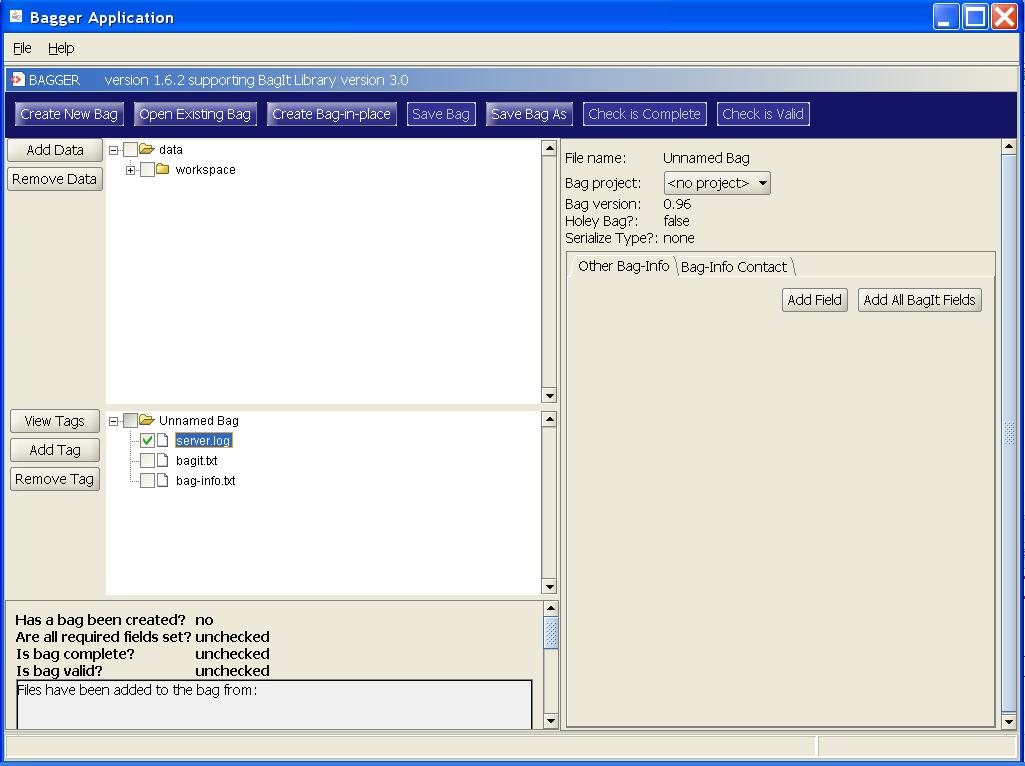 Bagger Application
File Help
BAGGER version 1.6.2 supporting BagIt Library version 3.0
Create New Bag Open Existing Bag Create Bag-in-place Save Bag Save Bag As Check is Complete Check is Valid
Add Data
Remove Data
data
workspace
View Tags
Add Tag
Remove Tag
Unnamed Bag
server.log
bagit.txt
bag-info.txt
Has a bag been created? no
Are all required fields set? unchecked
Is bag complete? unchecked
Is bag valid? unchecked
Files have been added to the bag from:
File name: Unnamed Bag
Bag project: <no project>
Bag version: 0.96
Holey Bag?: false
Serialize Type?: none
Other Bag-Info Bag-Info Contact
Add Field Add All BagIt Fields